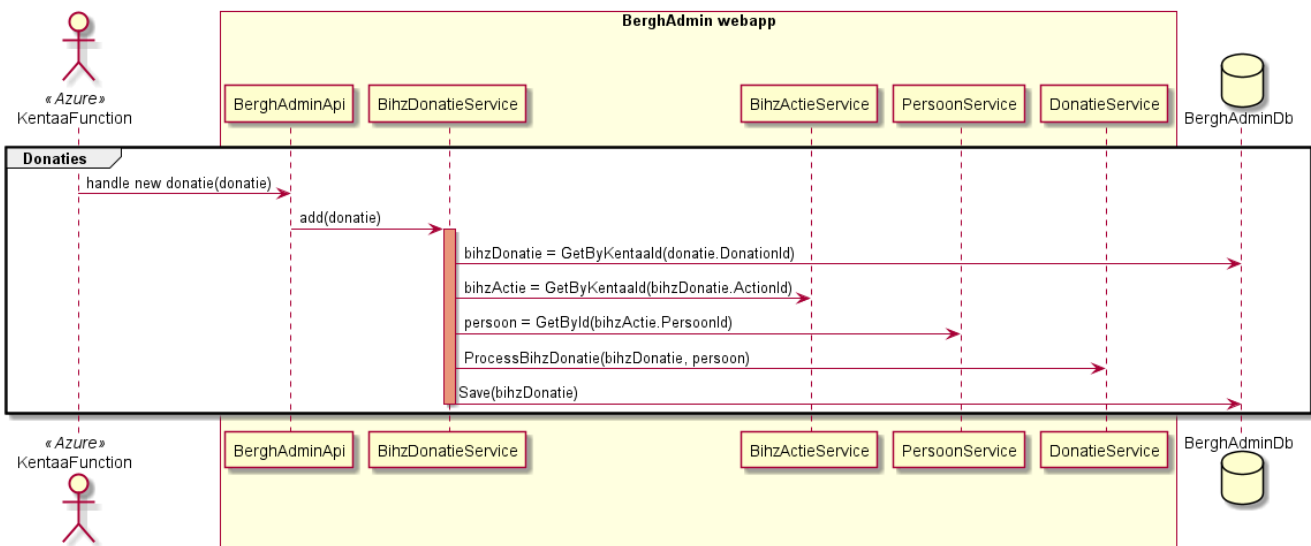 BerghAdmin webapp
« Azure»
KentaaFunction
BerghAdminApi
BihzDonatieService
BihzActieService
PersoonService
DonatieService
BerghAdminDb
Donaties
handle new donatie(donatie)
add(donatie)
bihzDonatie = GetByKentaaId(donatie.DonationId)
bihzActie = GetByKentaaId(bihzDonatie.ActionId)
persoon = GetById(bihzActie.PersoonId)
ProcessBihzDonatie(bihzDonatie, persoon)
Save(bihzDonatie)
« Azure»
KentaaFunction
BerghAdminApi
BihzDonatieService
BihzActieService
PersoonService
DonatieService
BerghAdminDb